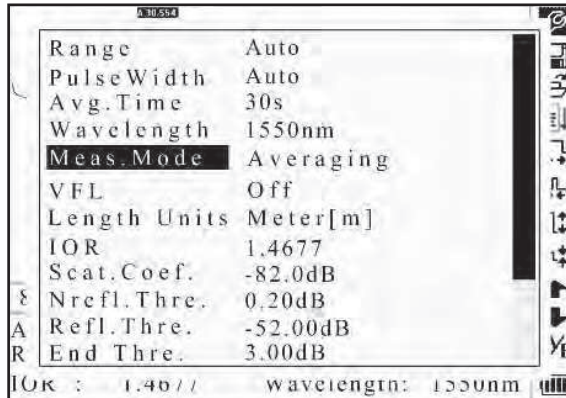 A 30.554
Range Auto
PulseWidth Auto
Avg.Time 30s
Wavelength 1550nm
Meas.Mode Averaging
VFL Off
Length Units Meter[m]
IOR 1.4677
Scat.Coef. -82.0dB
Nrefl.Thre. 0.20dB
Refl.Thre. -52.00dB
End Thre. 3.00dB
A
R
IOR : 1.4677 Wavelength: 1550nm